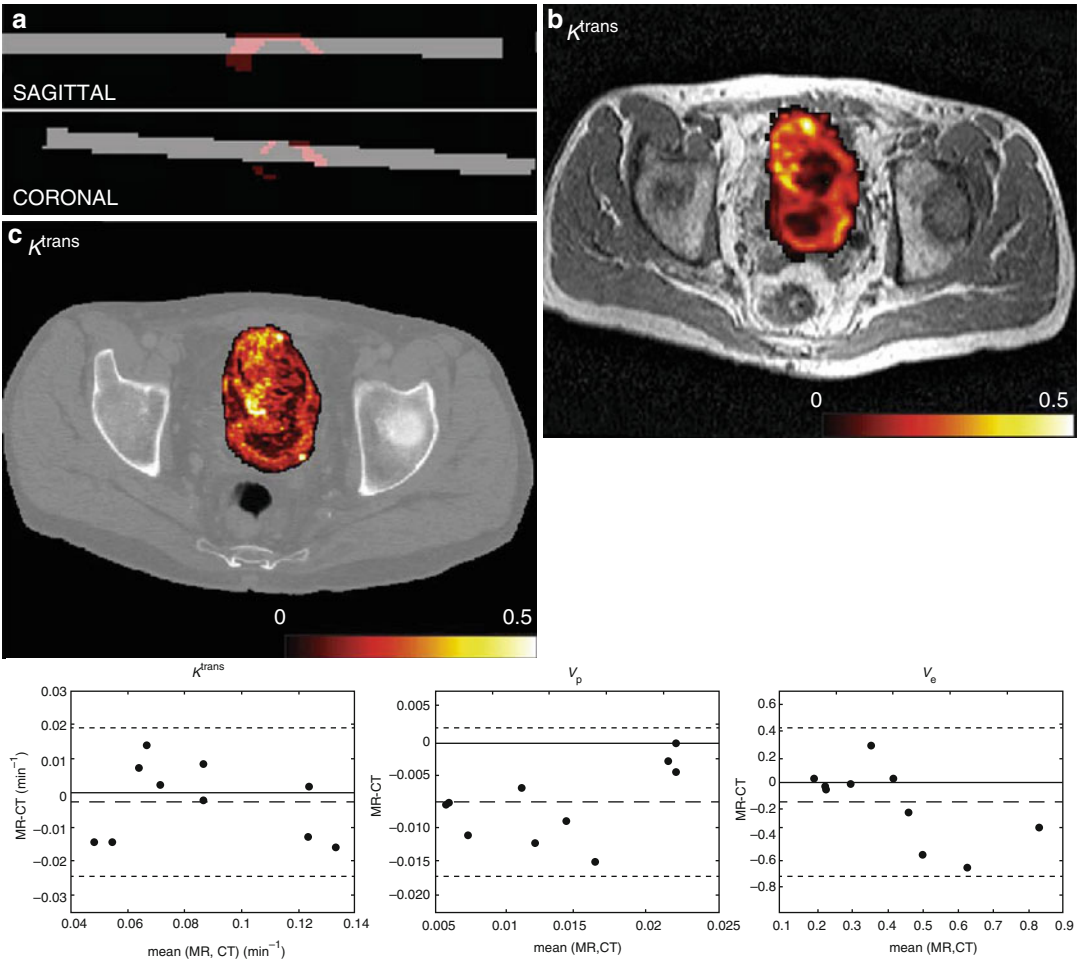 a
SAGITTAL
CORONAL
b
K^trans
0 0.5
c
K^trans
0 0.5
K^trans
0.03
0.02
0.01
0
−0.01
−0.02
−0.03
MR-CT (min⁻¹)
0.04 0.06 0.08 0.1 0.12 0.14
mean (MR, CT) (min⁻¹)
V_p
0.005
0
−0.005
−0.010
−0.015
−0.020
MR-CT
0.005 0.01 0.015 0.02 0.025
mean (MR,CT)
V_e
0.6
0.4
0.2
0
−0.2
−0.4
−0.6
−0.8
MR-CT
0.1 0.2 0.3 0.4 0.5 0.6 0.7 0.8 0.9
mean (MR,CT)